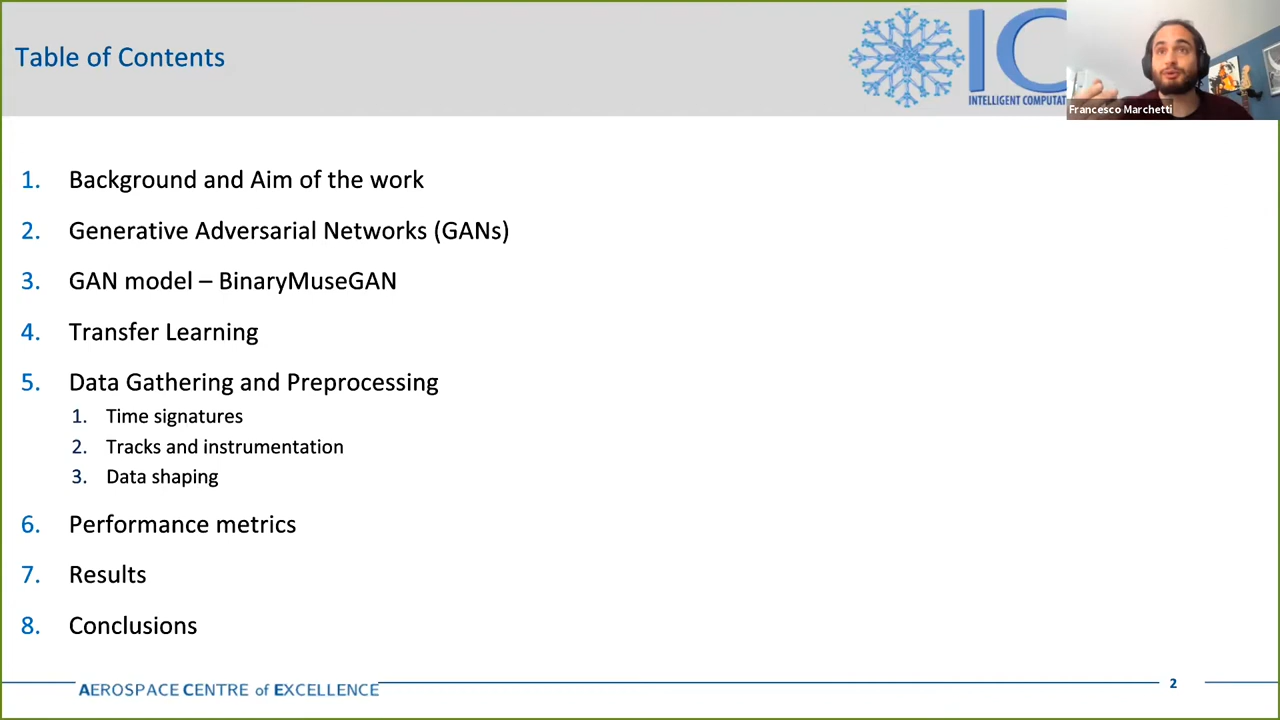 Table of Contents
IC
INTELLIGENT COMPUTAT
Francesco Marchetti
1. Background and Aim of the work
2. Generative Adversarial Networks (GANs)
3. GAN model – BinaryMuseGAN
4. Transfer Learning
5. Data Gathering and Preprocessing
1. Time signatures
2. Tracks and instrumentation
3. Data shaping
6. Performance metrics
7. Results
8. Conclusions
AEROSPACE CENTRE of EXCELLENCE
2